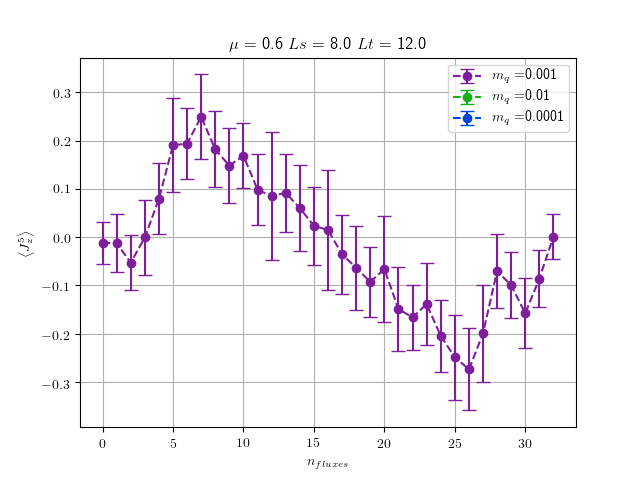 μ = 0.6 Ls = 8.0 Lt = 12.0
m_q =0.001
m_q =0.01
m_q =0.0001
0.3
0.2
0.1
0.0
−0.1
−0.2
−0.3
⟨J_z^5⟩
0 5 10 15 20 25 30
n_{fluxes}